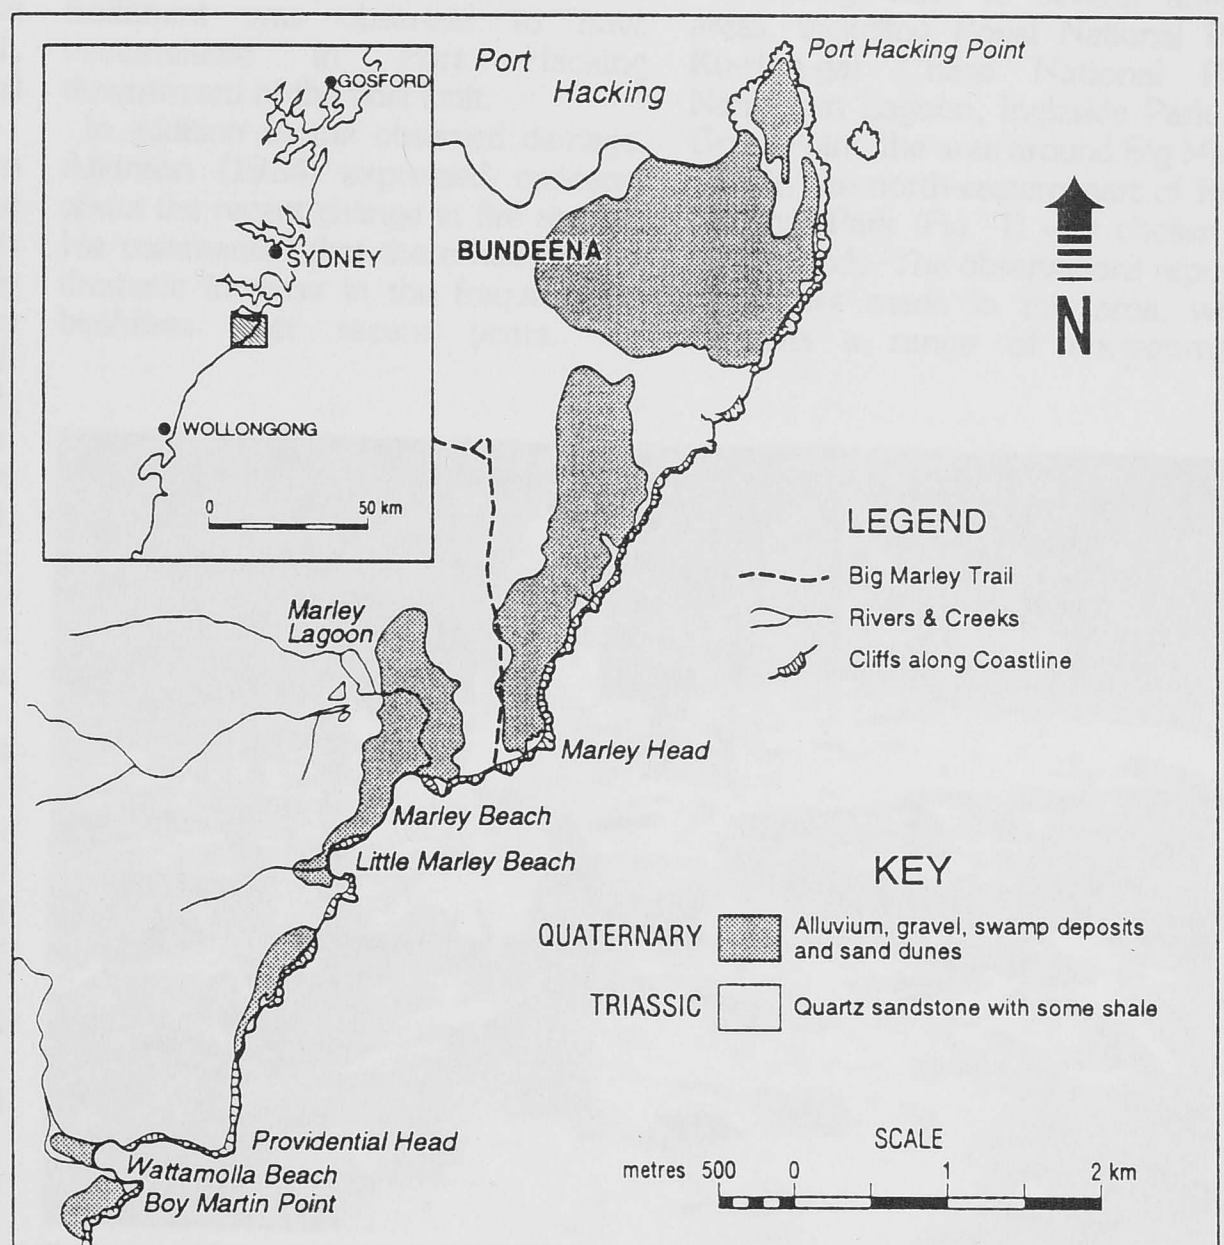 Port
Hacking
Port Hacking Point
GOSFORD
SYDNEY
WOLLONGONG
0 50 km
BUNDEENA
N
LEGEND
Big Marley Trail
Rivers & Creeks
Cliffs along Coastline
Marley
Lagoon
Marley Head
Marley Beach
Little Marley Beach
KEY
QUATERNARY Alluvium, gravel, swamp deposits
and sand dunes
TRIASSIC Quartz sandstone with some shale
Providential Head
Wattamolla Beach
Boy Martin Point
SCALE
metres 500 0 1 2 km